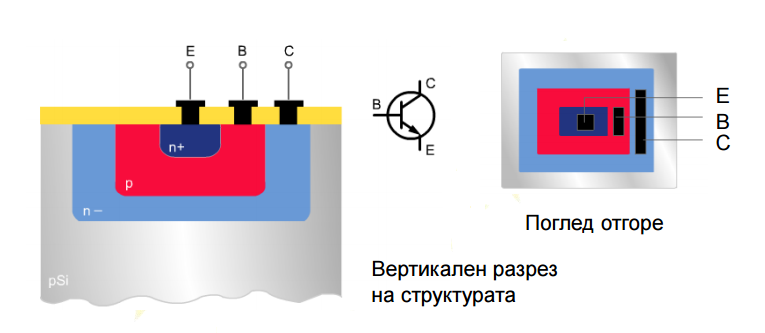 E B C
n+
p
n –
pSi
C
B
E
E
B
C
Поглед отгоре
Вертикален разрез
на структурата